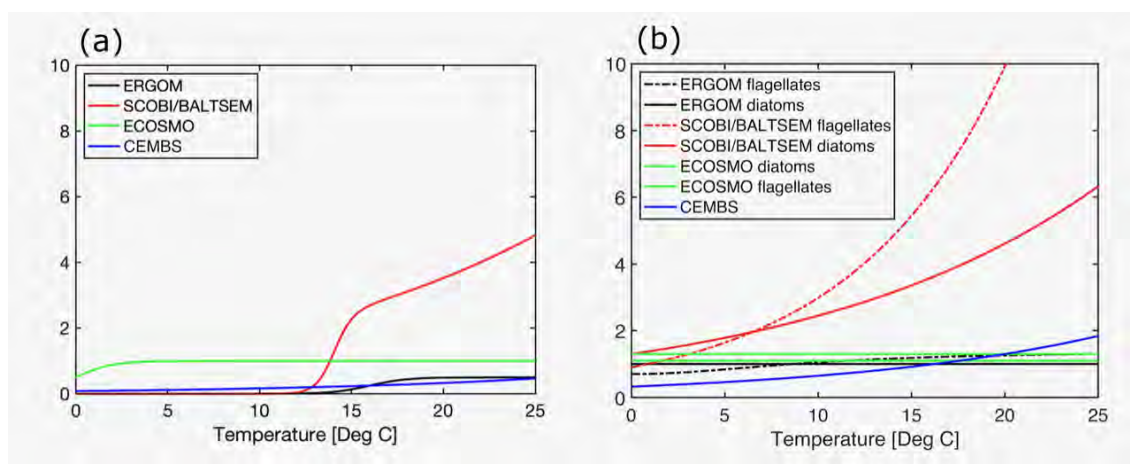 (a)
10
8
6
4
2
0
ERGOM
SCOBI/BALTSEM
ECOSMO
CEMBS
0 5 10 15 20 25
Temperature [Deg C]
(b)
10
8
6
4
2
0
ERGOM flagellates
ERGOM diatoms
SCOBI/BALTSEM flagellates
SCOBI/BALTSEM diatoms
ECOSMO diatoms
ECOSMO flagellates
CEMBS
0 5 10 15 20 25
Temperature [Deg C]